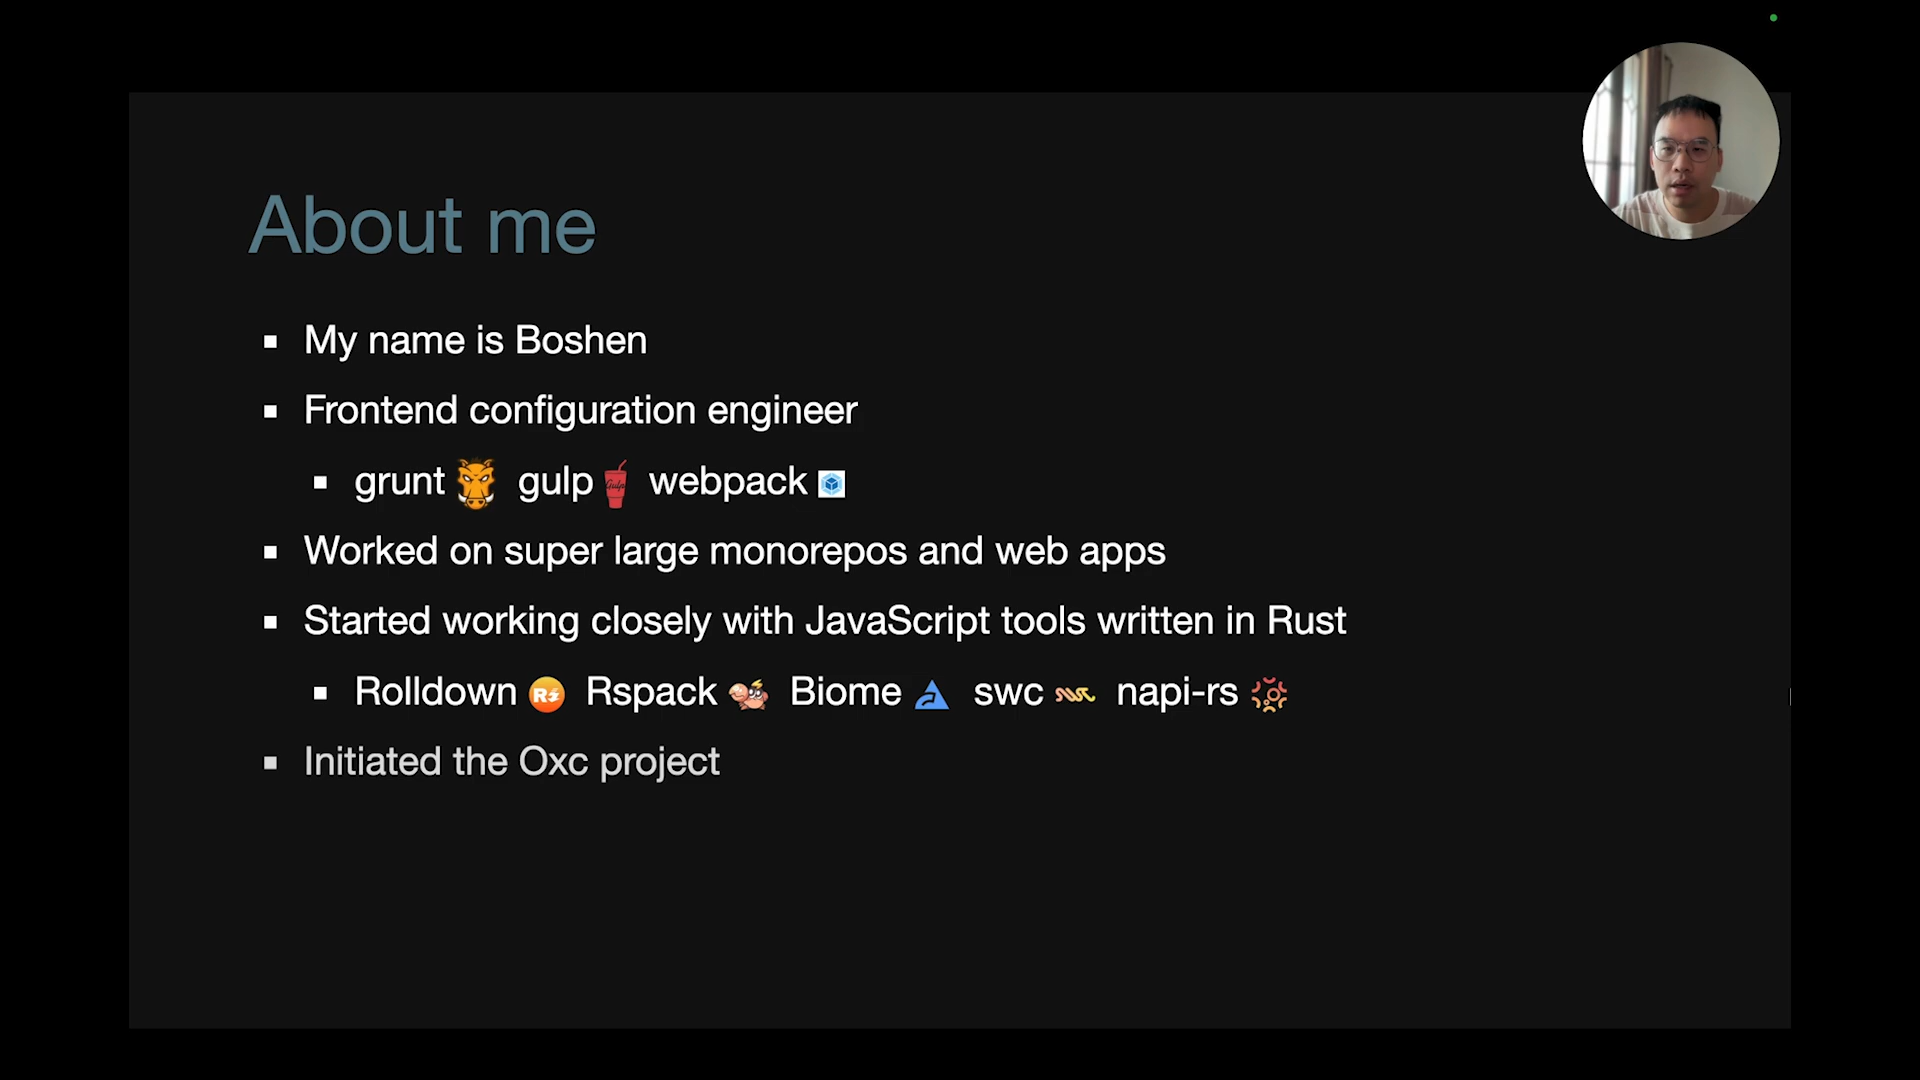 About me
My name is Boshen
Frontend configuration engineer
grunt gulp webpack
Worked on super large monorepos and web apps
Started working closely with JavaScript tools written in Rust
Rolldown Rspack Biome swc napi-rs
Initiated the Oxc project